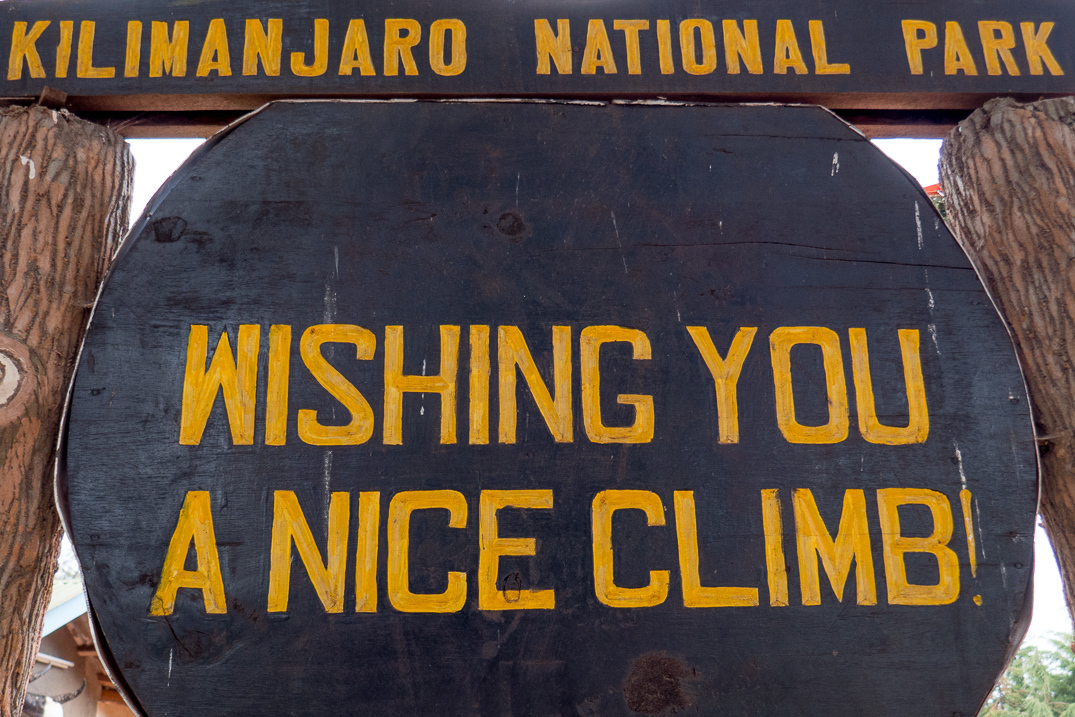 KILIMANJARO NATIONAL PARK
WISHING YOU
A NICE CLIMB!